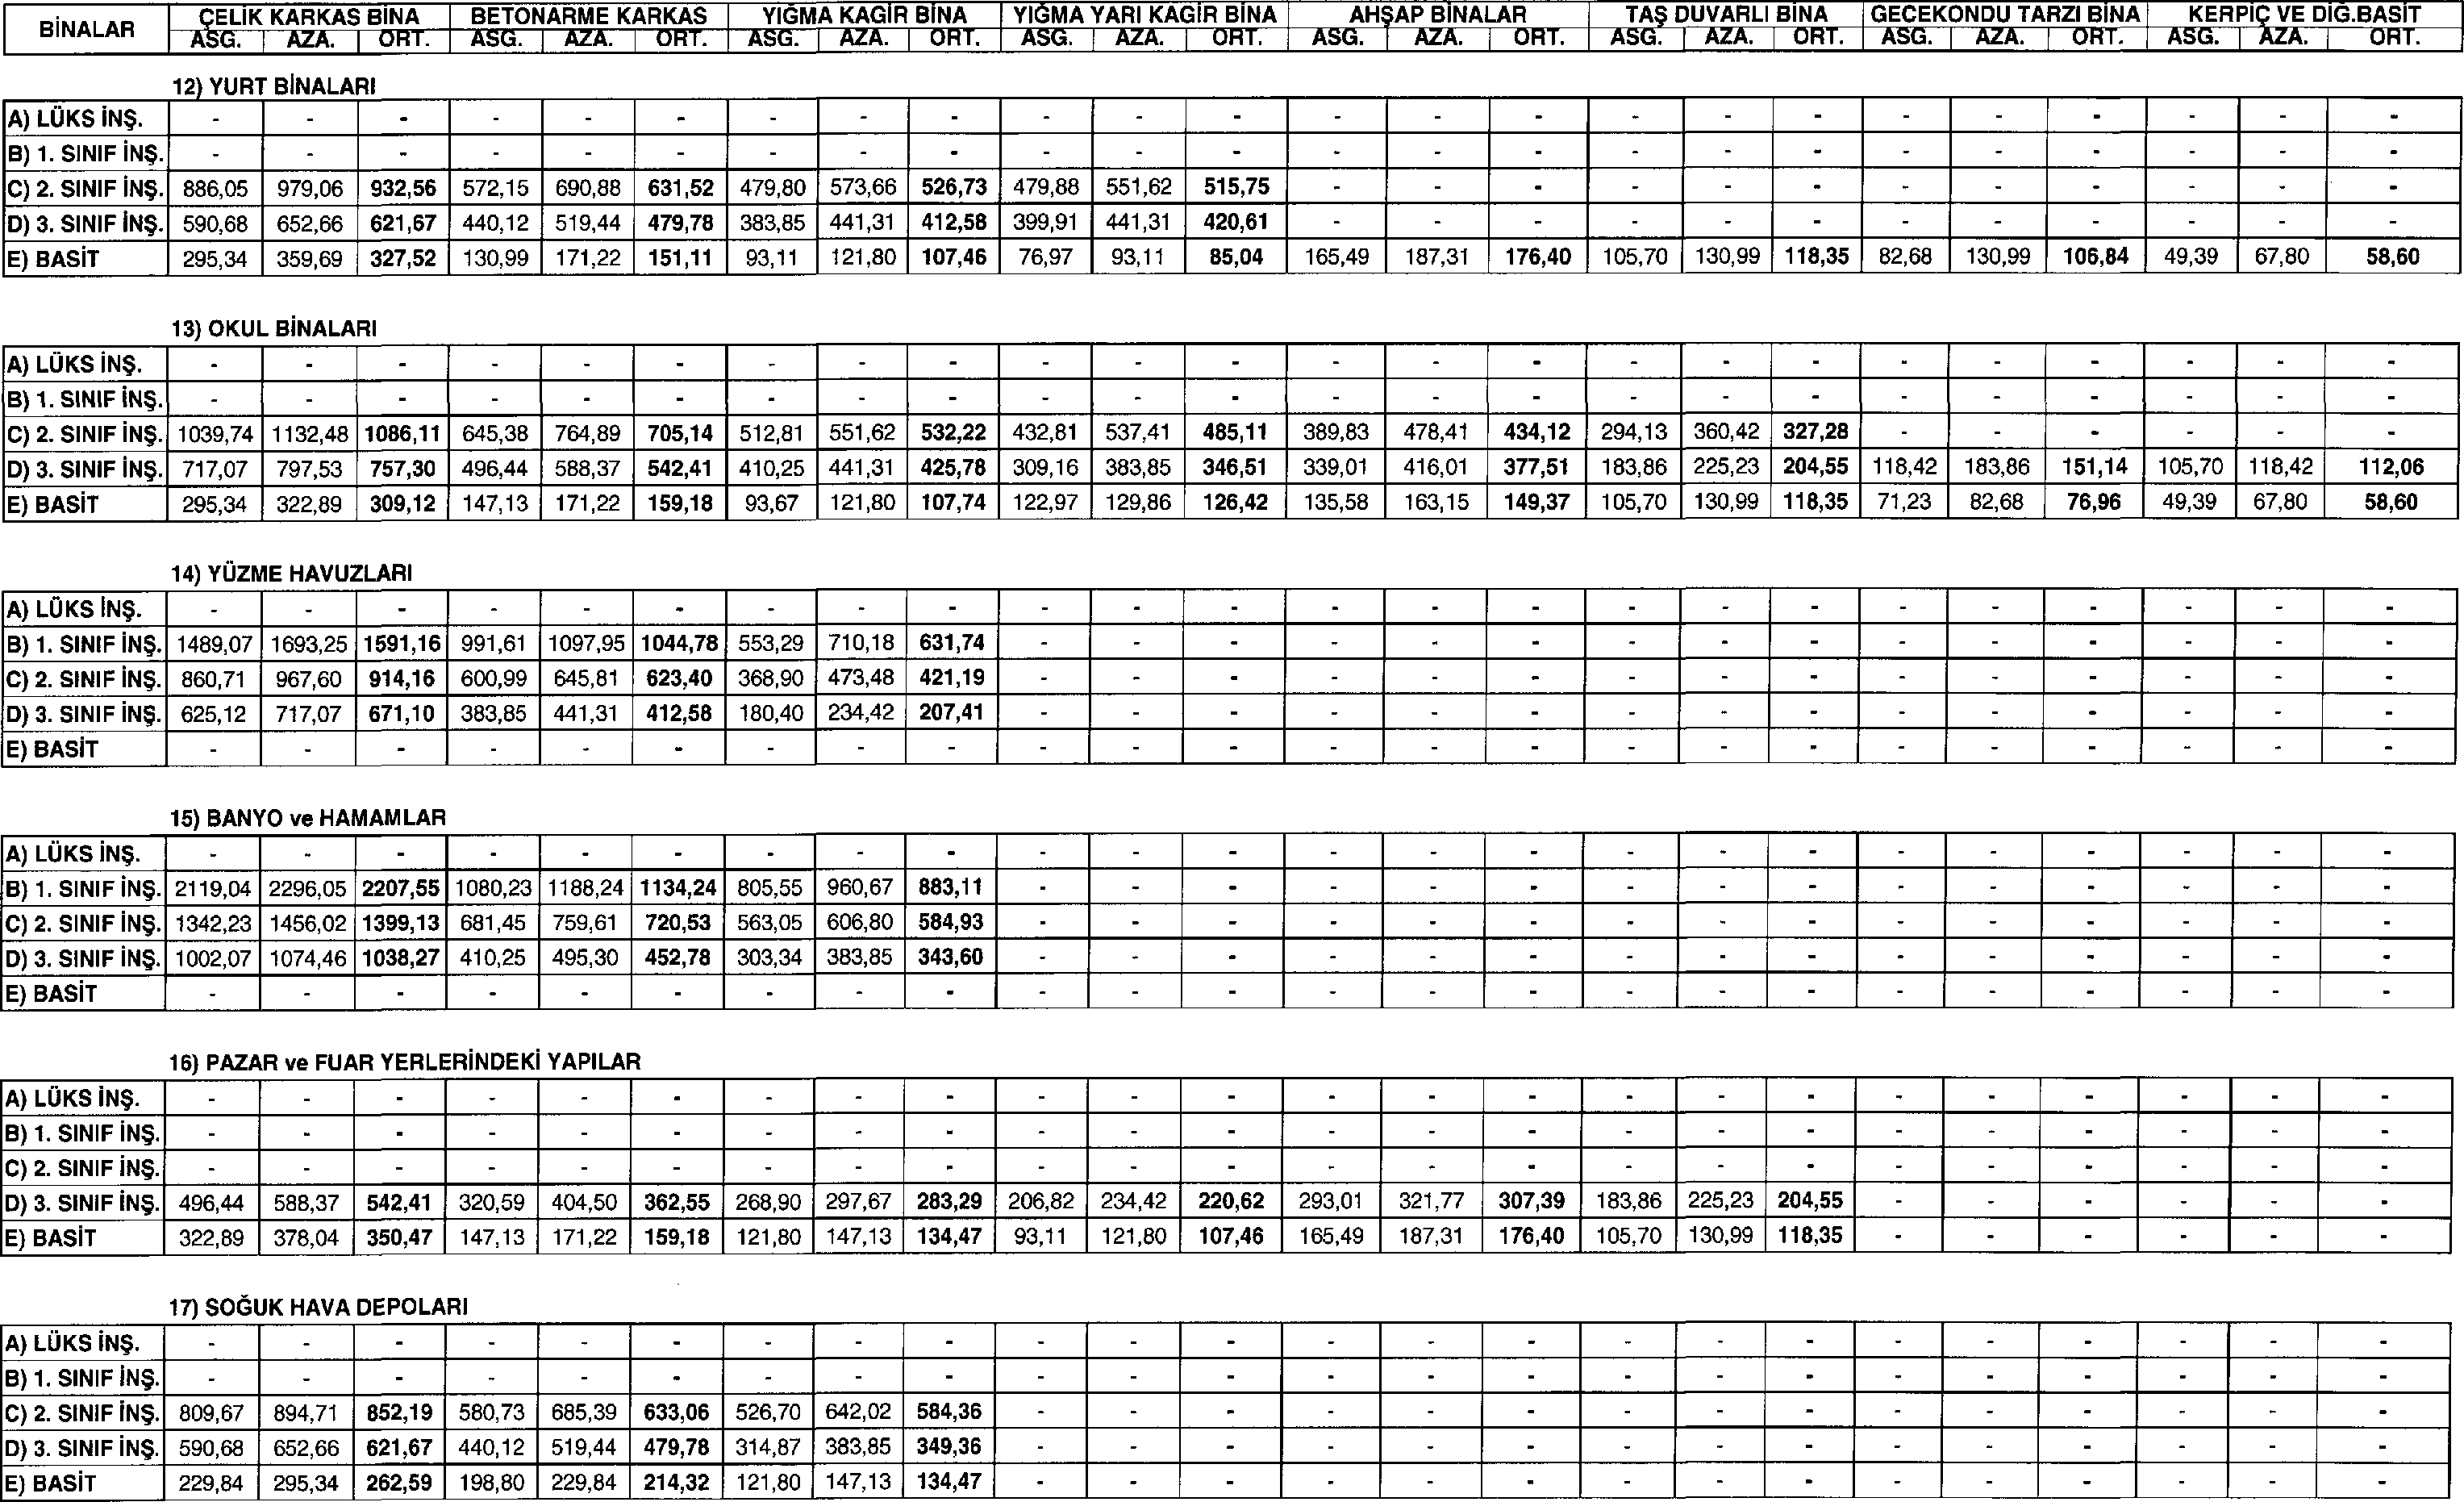 BİNALAR ÇELİK KARKAS BİNA BETONARME KARKAS YIĞMA KAGİR BİNA YIĞMA YARI KAGİR BİNA AHŞAP BİNALAR TAŞ DUVARLI BİNA GECEKONDU TARZI BİNA KERPİÇ VE DİĞ.BASİT
ASG. AZA. ORT. ASG. AZA. ORT. ASG. AZA. ORT. ASG. AZA. ORT. ASG. AZA. ORT. ASG. AZA. ORT. ASG. AZA. ORT. ASG. AZA. ORT.
12) YURT BİNALARI
A) LÜKS İNŞ. - - - - - - - - - - - - - - - - - - - - - - - -
B) 1. SINIF İNŞ. - - - - - - - - - - - - - - - - - - - - - - - -
C) 2. SINIF İNŞ. 886,05 979,06 932,56 572,15 690,88 631,52 479,80 573,66 526,73 479,88 551,62 515,75 - - - - - - - - - - - -
D) 3. SINIF İNŞ. 590,68 652,66 621,67 440,12 519,44 479,78 383,85 441,31 412,58 399,91 441,31 420,61 - - - - - - - - - - - -
E) BASİT 295,34 359,69 327,52 130,99 171,22 151,11 93,11 121,80 107,46 76,97 93,11 85,04 165,49 187,31 176,40 105,70 130,99 118,35 82,68 130,99 106,84 49,39 67,80 58,60
13) OKUL BİNALARI
A) LÜKS İNŞ. - - - - - - - - - - - - - - - - - - - - - - - -
B) 1. SINIF İNŞ. - - - - - - - - - - - - - - - - - - - - - - - -
C) 2. SINIF İNŞ. 1039,74 1132,48 1086,11 645,38 764,89 705,14 512,81 551,62 532,22 432,81 537,41 485,11 389,83 478,41 434,12 294,13 360,42 327,28 - - - - - -
D) 3. SINIF İNŞ. 717,07 797,53 757,30 496,44 588,37 542,41 410,25 441,31 425,78 309,16 383,85 346,51 339,01 416,01 377,51 183,86 225,23 204,55 118,42 183,86 151,14 105,70 118,42 112,06
E) BASİT 295,34 322,89 309,12 147,13 171,22 159,18 93,67 121,80 107,74 122,97 129,86 126,42 135,58 163,15 149,37 105,70 130,99 118,35 71,23 82,68 76,96 49,39 67,80 58,60
14) YÜZME HAVUZLARI
A) LÜKS İNŞ. - - - - - - - - - - - - - - - - - - - - - - - -
B) 1. SINIF İNŞ. 1489,07 1693,25 1591,16 991,61 1097,95 1044,78 553,29 710,18 631,74 - - - - - - - - - - - - - - -
C) 2. SINIF İNŞ. 860,71 967,60 914,16 600,99 645,81 623,40 368,90 473,48 421,19 - - - - - - - - - - - - - - -
D) 3. SINIF İNŞ. 625,12 717,07 671,10 383,85 441,31 412,58 180,40 234,42 207,41 - - - - - - - - - - - - - - -
E) BASİT - - - - - - - - - - - - - - - - - - - - - - - -
15) BANYO ve HAMAMLAR
A) LÜKS İNŞ. - - - - - - - - - - - - - - - - - - - - - - - -
B) 1. SINIF İNŞ. 2119,04 2296,05 2207,55 1080,23 1188,24 1134,24 805,55 960,67 883,11 - - - - - - - - - - - - - - -
C) 2. SINIF İNŞ. 1342,23 1456,02 1399,13 681,45 759,61 720,53 563,05 606,80 584,93 - - - - - - - - - - - - - - -
D) 3. SINIF İNŞ. 1002,07 1074,46 1038,27 410,25 495,30 452,78 303,34 383,85 343,60 - - - - - - - - - - - - - - -
E) BASİT - - - - - - - - - - - - - - - - - - - - - - - -
16) PAZAR ve FUAR YERLERİNDEKİ YAPILAR
A) LÜKS İNŞ. - - - - - - - - - - - - - - - - - - - - - - - -
B) 1. SINIF İNŞ. - - - - - - - - - - - - - - - - - - - - - - - -
C) 2. SINIF İNŞ. - - - - - - - - - - - - - - - - - - - - - - - -
D) 3. SINIF İNŞ. 496,44 588,37 542,41 320,59 404,50 362,55 268,90 297,67 283,29 206,82 234,42 220,62 293,01 321,77 307,39 183,86 225,23 204,55 - - - - - -
E) BASİT 322,89 378,04 350,47 147,13 171,22 159,18 121,80 147,13 134,47 93,11 121,80 107,46 165,49 187,31 176,40 105,70 130,99 118,35 - - - - - -
17) SOĞUK HAVA DEPOLARI
A) LÜKS İNŞ. - - - - - - - - - - - - - - - - - - - - - - - -
B) 1. SINIF İNŞ. - - - - - - - - - - - - - - - - - - - - - - - -
C) 2. SINIF İNŞ. 809,67 894,71 852,19 580,73 685,39 633,06 526,70 642,02 584,36 - - - - - - - - - - - - - - -
D) 3. SINIF İNŞ. 590,68 652,66 621,67 440,12 519,44 479,78 314,87 383,85 349,36 - - - - - - - - - - - - - - -
E) BASİT 229,84 295,34 262,59 198,80 229,84 214,32 121,80 147,13 134,47 - - - - - - - - - - - - - - -